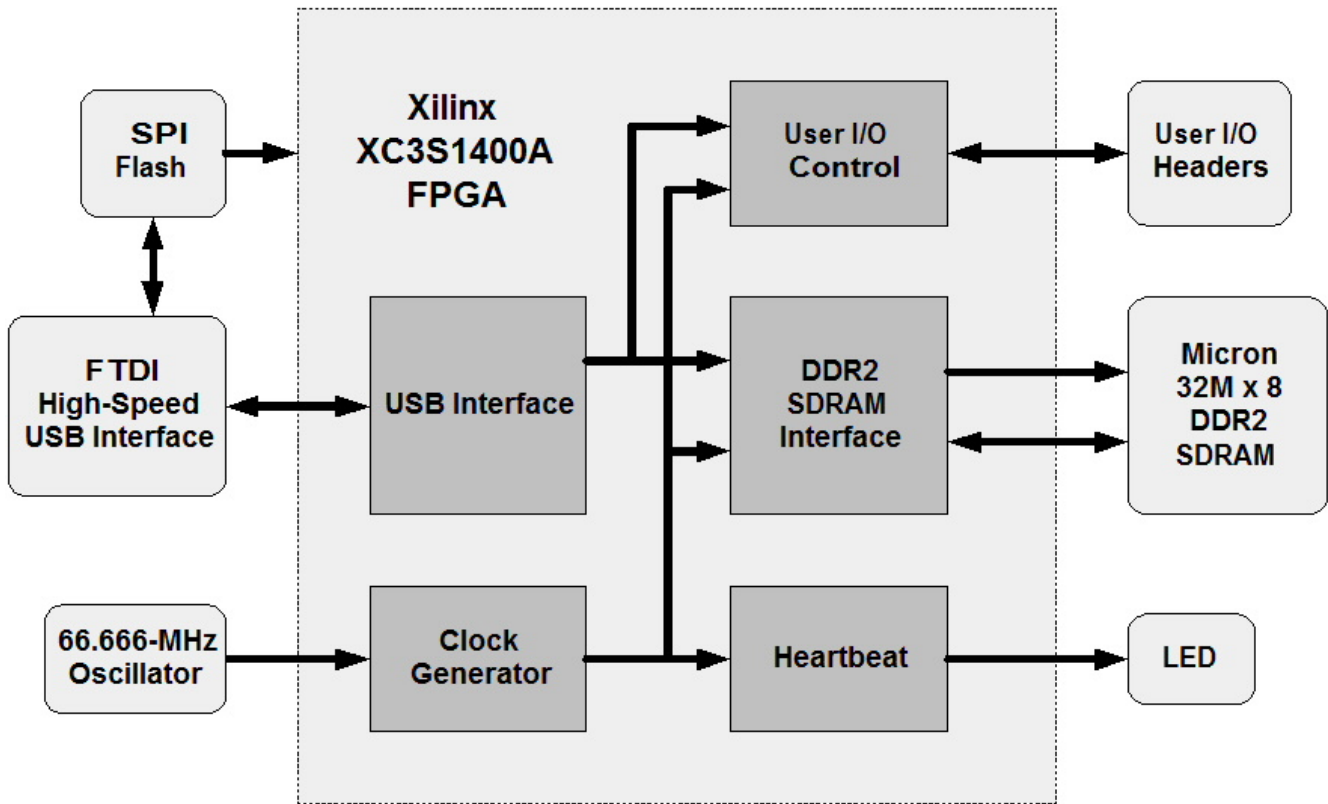 Xilinx
XC3S1400A
FPGA
SPI
Flash
User I/O
Control
User I/O
Headers
FTDI
High-Speed
USB Interface
USB Interface
DDR2
SDRAM
Interface
Micron
32M x 8
DDR2
SDRAM
66.666-MHz
Oscillator
Clock
Generator
Heartbeat
LED